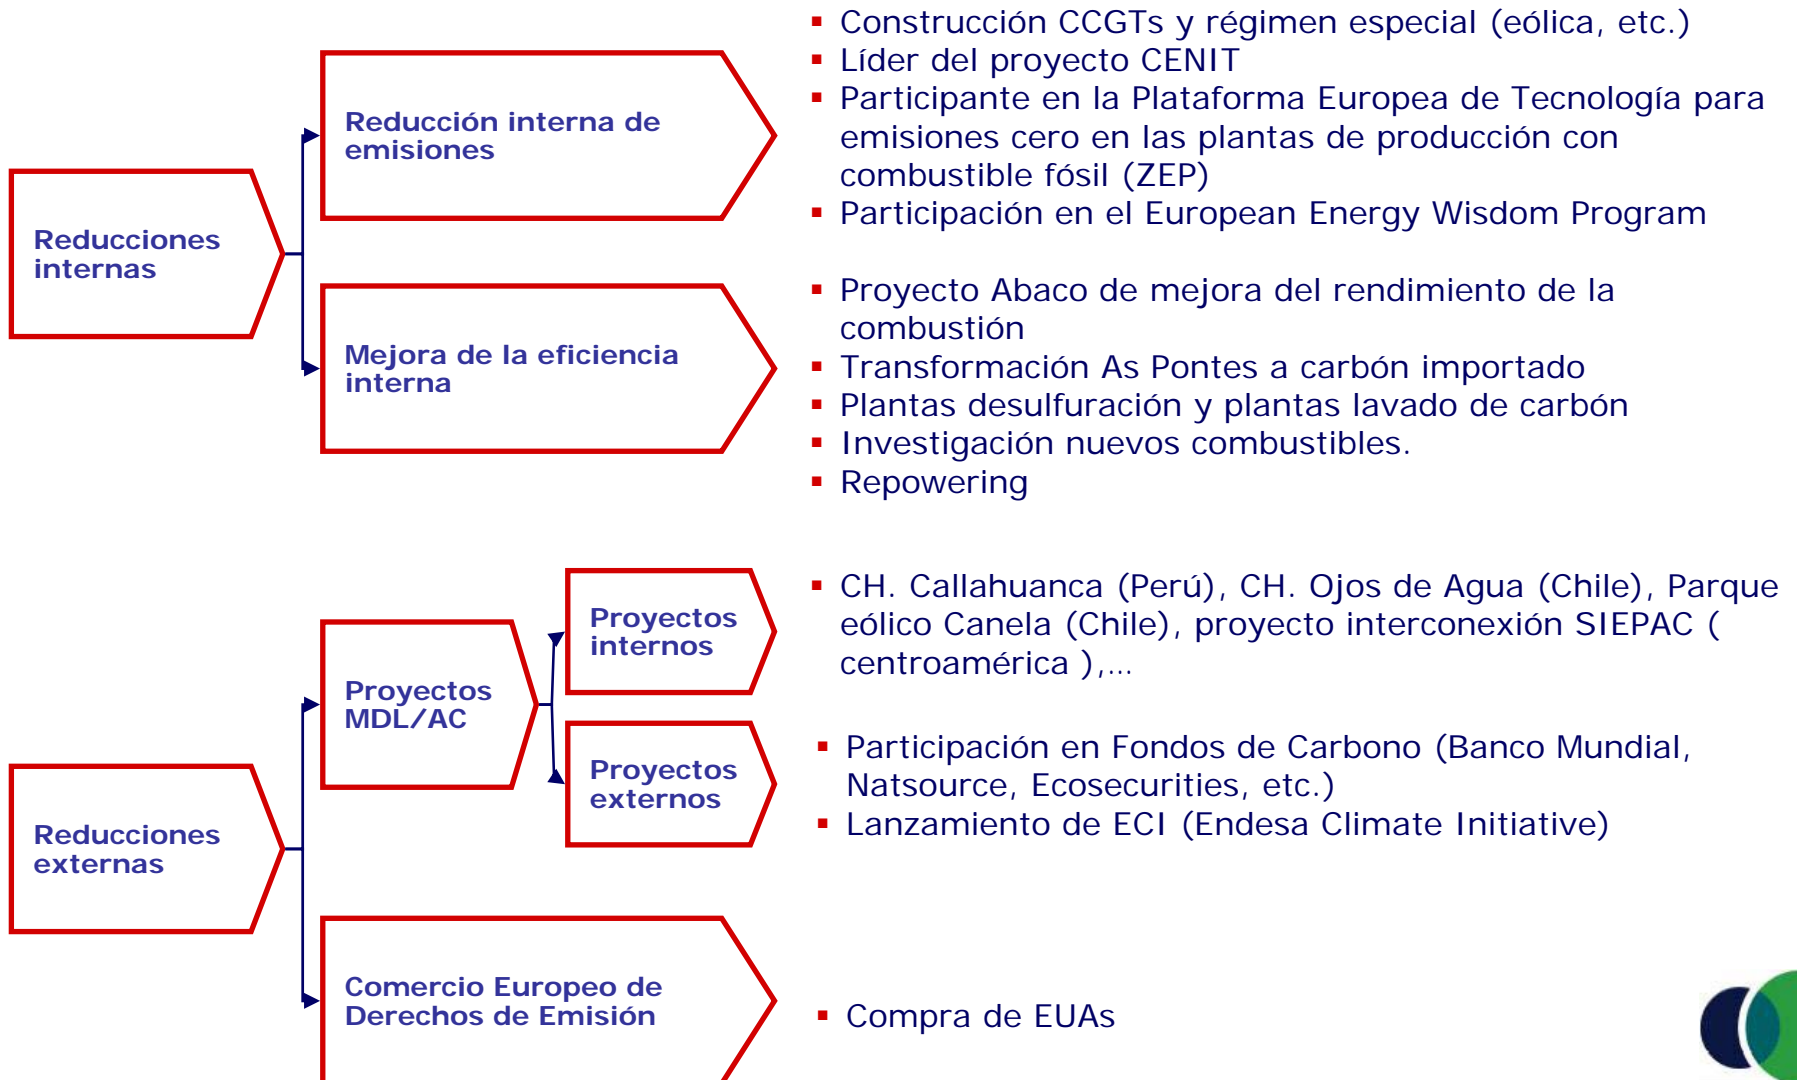 Reducciones
internas
Reducción interna de
emisiones
▪ Construcción CCGTs y régimen especial (eólica, etc.)
▪ Líder del proyecto CENIT
▪ Participante en la Plataforma Europea de Tecnología para
emisiones cero en las plantas de producción con
combustible fósil (ZEP)
▪ Participación en el European Energy Wisdom Program
Mejora de la eficiencia
interna
▪ Proyecto Abaco de mejora del rendimiento de la
combustión
▪ Transformación As Pontes a carbón importado
▪ Plantas desulfuración y plantas lavado de carbón
▪ Investigación nuevos combustibles.
▪ Repowering
Reducciones
externas
Proyectos
MDL/AC
Proyectos
internos
▪ CH. Callahuanca (Perú), CH. Ojos de Agua (Chile), Parque
eólico Canela (Chile), proyecto interconexión SIEPAC (
centroamérica ),…
Proyectos
externos
▪ Participación en Fondos de Carbono (Banco Mundial,
Natsource, Ecosecurities, etc.)
▪ Lanzamiento de ECI (Endesa Climate Initiative)
Comercio Europeo de
Derechos de Emisión
▪ Compra de EUAs